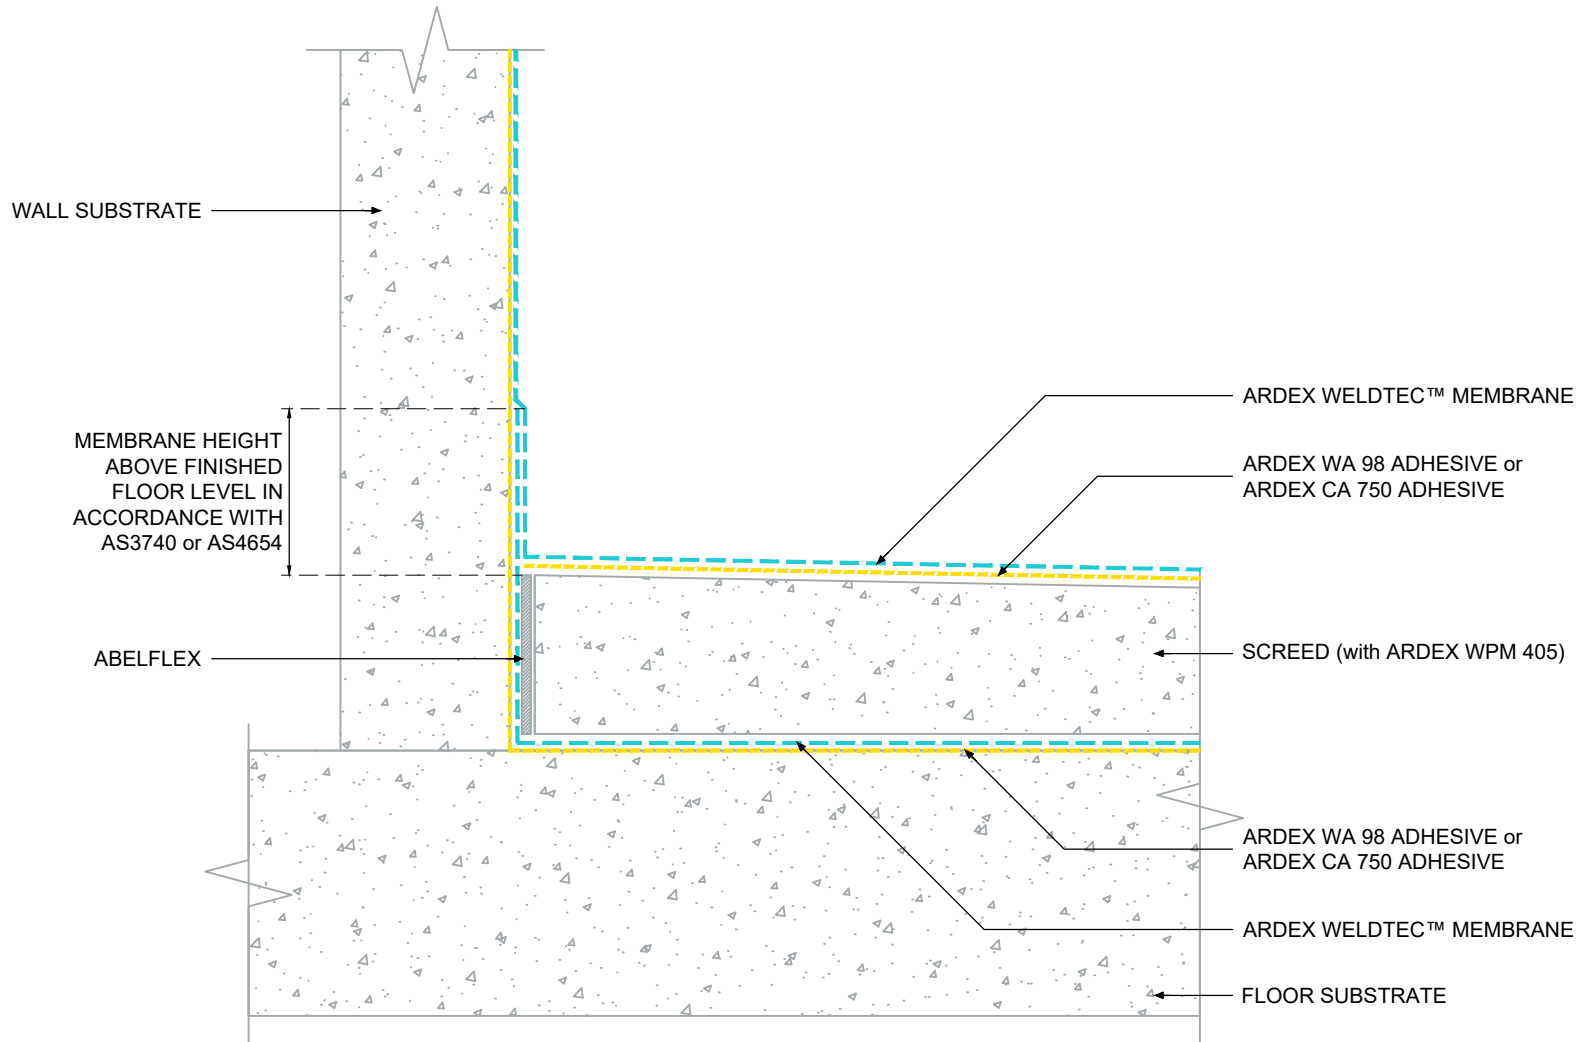 WALL SUBSTRATE
MEMBRANE HEIGHT
ABOVE FINISHED
FLOOR LEVEL IN
ACCORDANCE WITH
AS3740 or AS4654
ABELFLEX
ARDEX WELDTEC™ MEMBRANE
ARDEX WA 98 ADHESIVE or
ARDEX CA 750 ADHESIVE
SCREED (with ARDEX WPM 405)
ARDEX WA 98 ADHESIVE or
ARDEX CA 750 ADHESIVE
ARDEX WELDTEC™ MEMBRANE
FLOOR SUBSTRATE